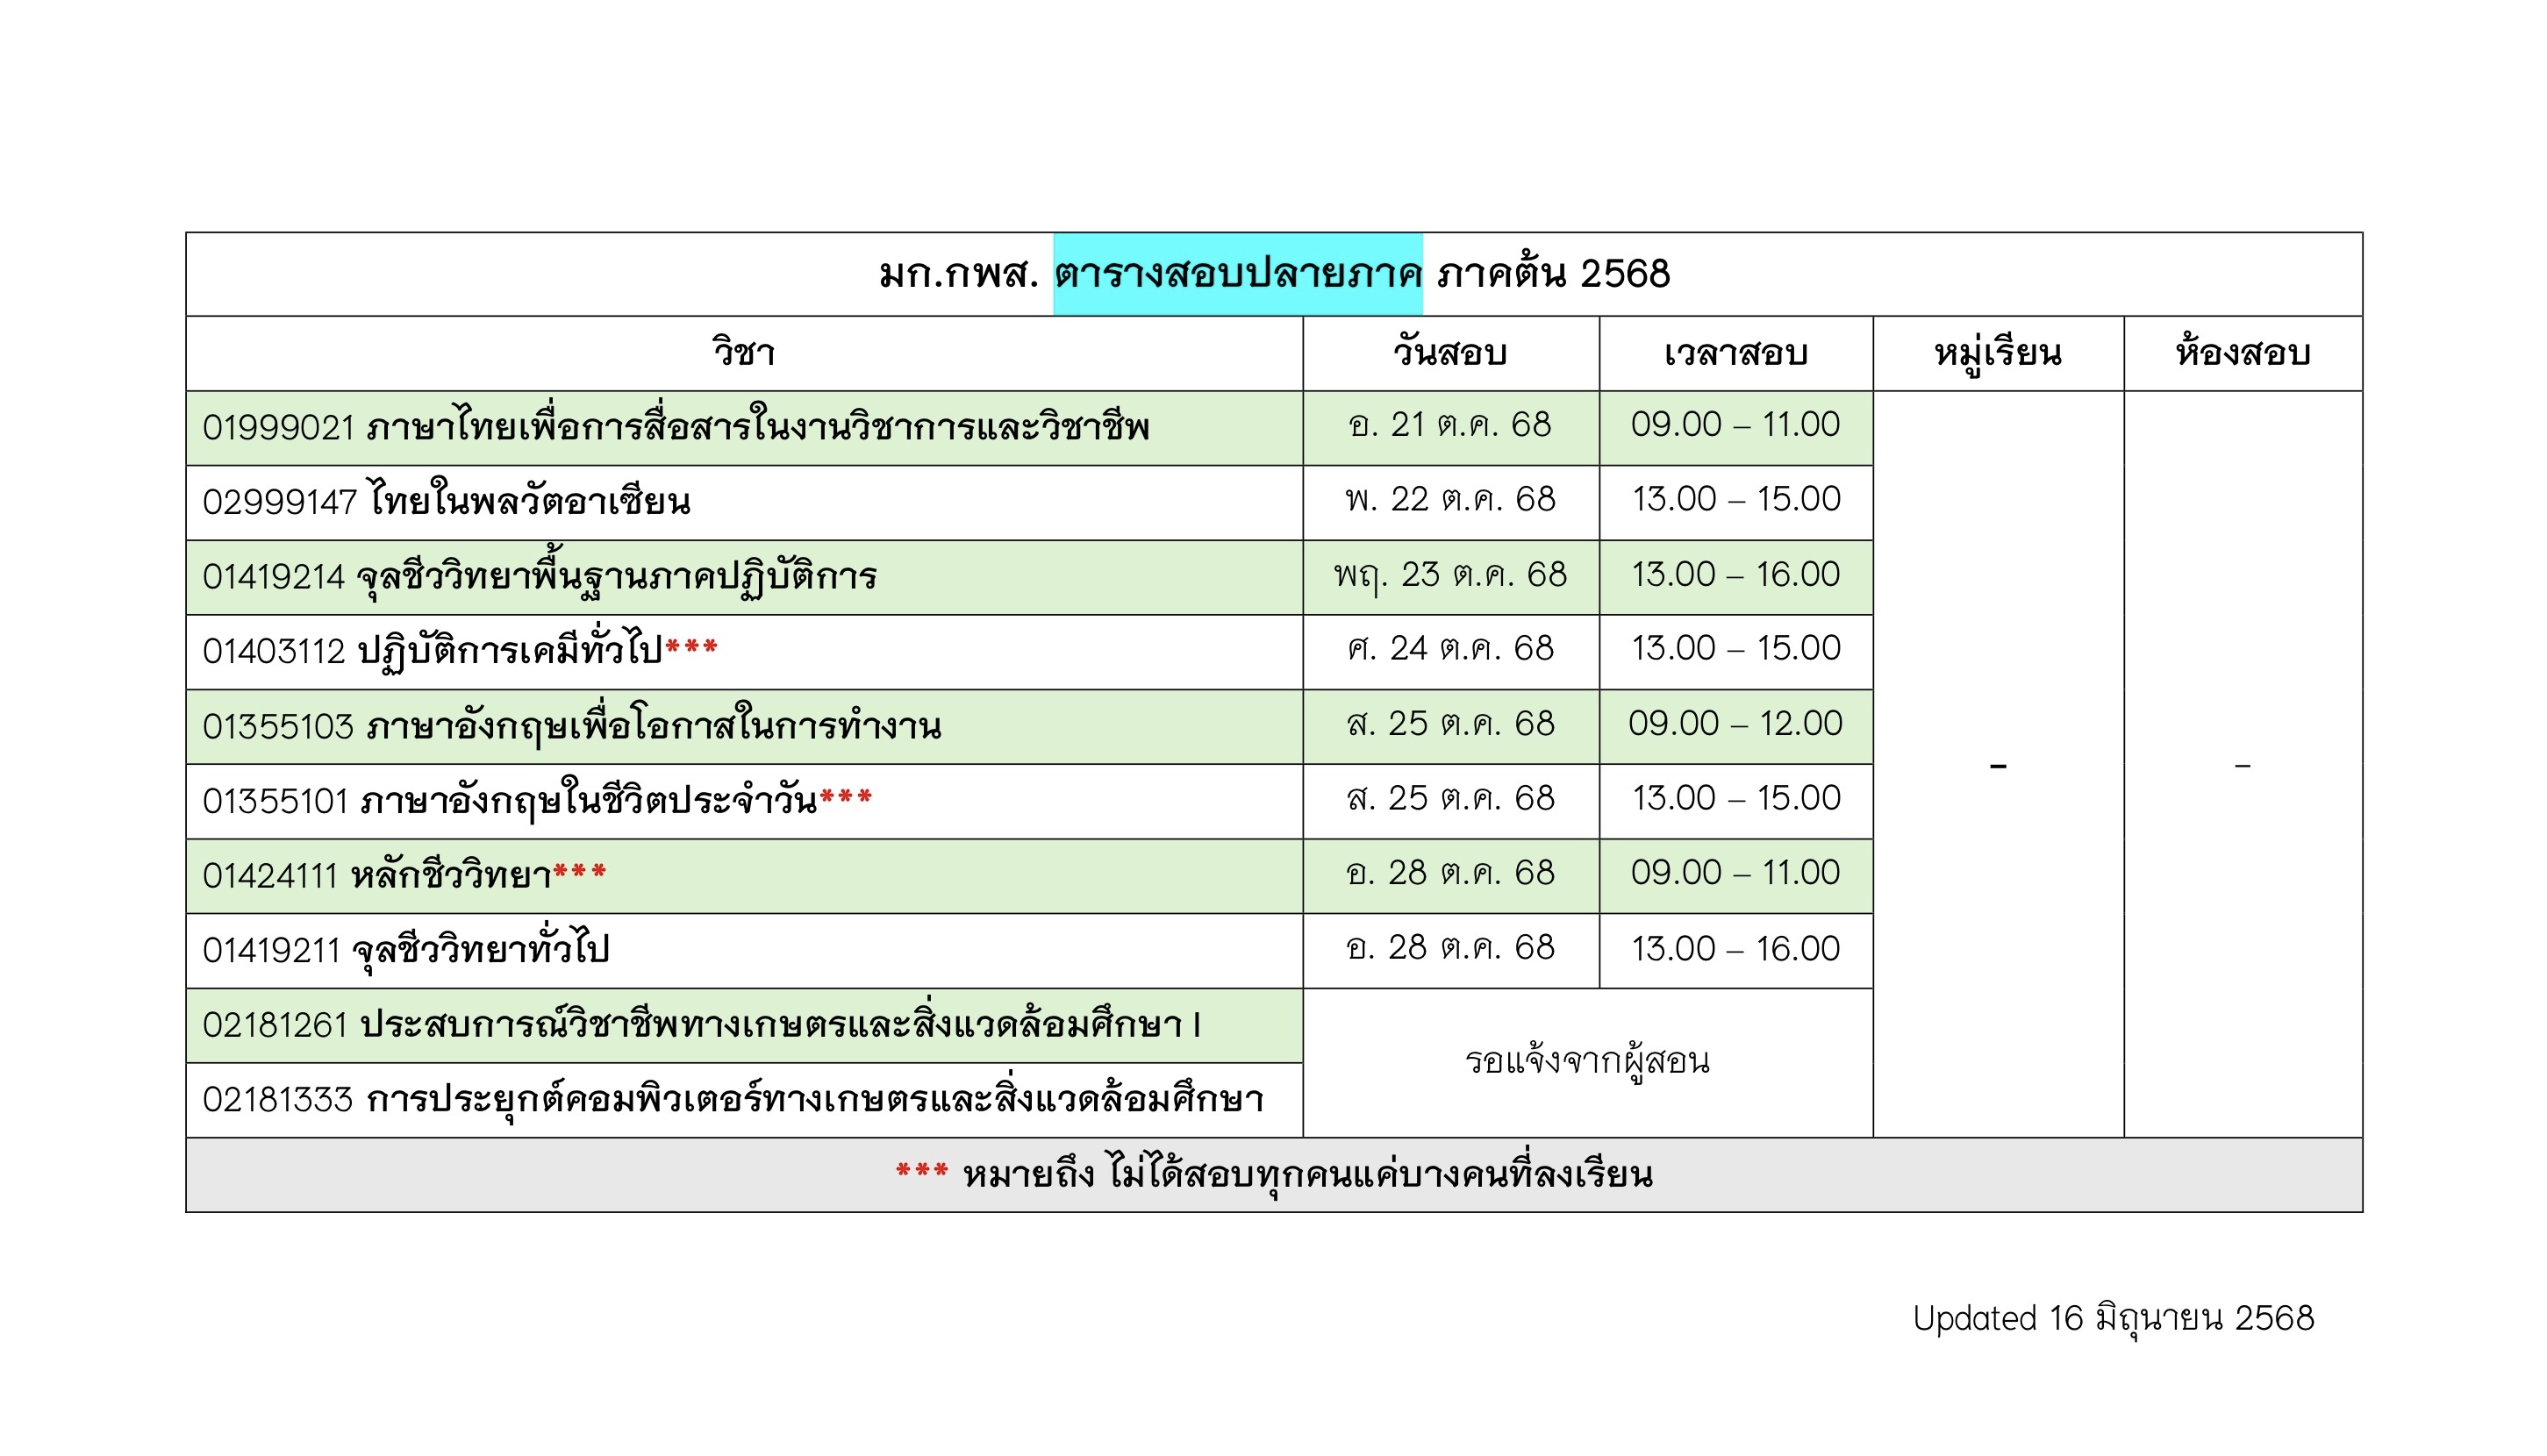 มก.กพส. ตารางสอบปลายภาค ภาคต้น 2568
วิชา วันสอบ เวลาสอบ หมู่เรียน ห้องสอบ
01999021 ภาษาไทยเพื่อการสื่อสารในงานวิชาการและวิชาชีพ อ. 21 ต.ค. 68 09.00 – 11.00
02999147 ไทยในพลวัตอาเซียน พ. 22 ต.ค. 68 13.00 – 15.00
01419214 จุลชีววิทยาพื้นฐานภาคปฏิบัติการ พฤ. 23 ต.ค. 68 13.00 – 16.00
01403112 ปฏิบัติการเคมีทั่วไป*** ศ. 24 ต.ค. 68 13.00 – 15.00
01355103 ภาษาอังกฤษเพื่อโอกาสในการทำงาน ส. 25 ต.ค. 68 09.00 – 12.00
– –
01355101 ภาษาอังกฤษในชีวิตประจำวัน*** ส. 25 ต.ค. 68 13.00 – 15.00
01424111 หลักชีววิทยา*** อ. 28 ต.ค. 68 09.00 – 11.00
01419211 จุลชีววิทยาทั่วไป อ. 28 ต.ค. 68 13.00 – 16.00
02181261 ประสบการณ์วิชาชีพทางเกษตรและสิ่งแวดล้อมศึกษา I
รอแจ้งจากผู้สอน
02181333 การประยุกต์คอมพิวเตอร์ทางเกษตรและสิ่งแวดล้อมศึกษา
*** หมายถึง ไม่ได้สอบทุกคนแค่บางคนที่ลงเรียน
Updated 16 มิถุนายน 2568